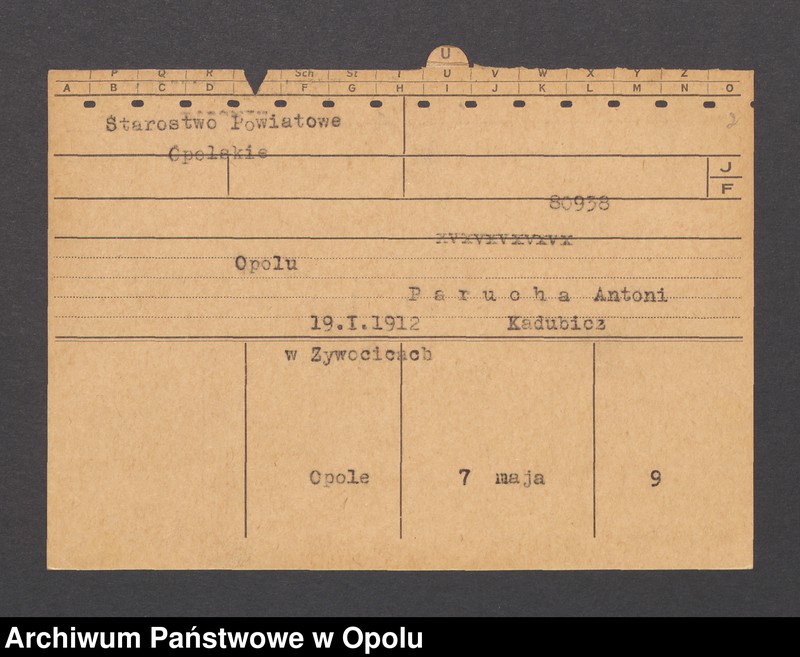 U
P Q R Sch St I U V W X Y Z
A B C D F G H I J K L M N O
Starostwo Powiatowe
Opolskie
J
F
80938
Opolu
Parucha Antoni
19.I.1912 Kadubicz
w Zywocicach
Opole 7 maja 9
Archiwum Państwowe w Opolu